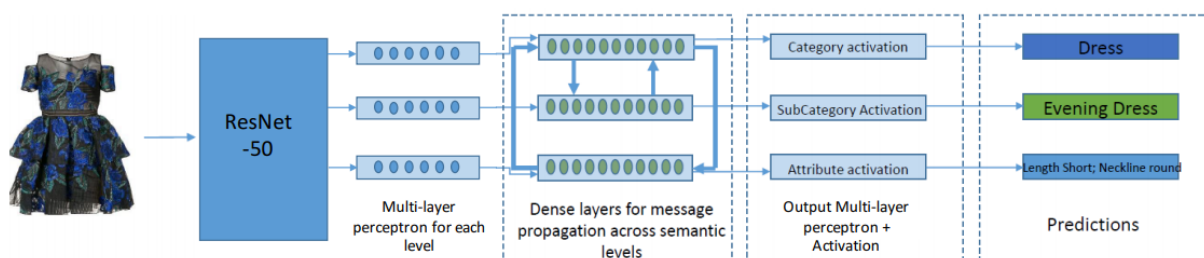 ResNet
-50
Multi-layer
perceptron for each
level
Dense layers for message
propagation across semantic
levels
Category activation
SubCategory Activation
Attribute activation
Output Multi-layer
perceptron +
Activation
Dress
Evening Dress
Length Short; Neckline round
Predictions